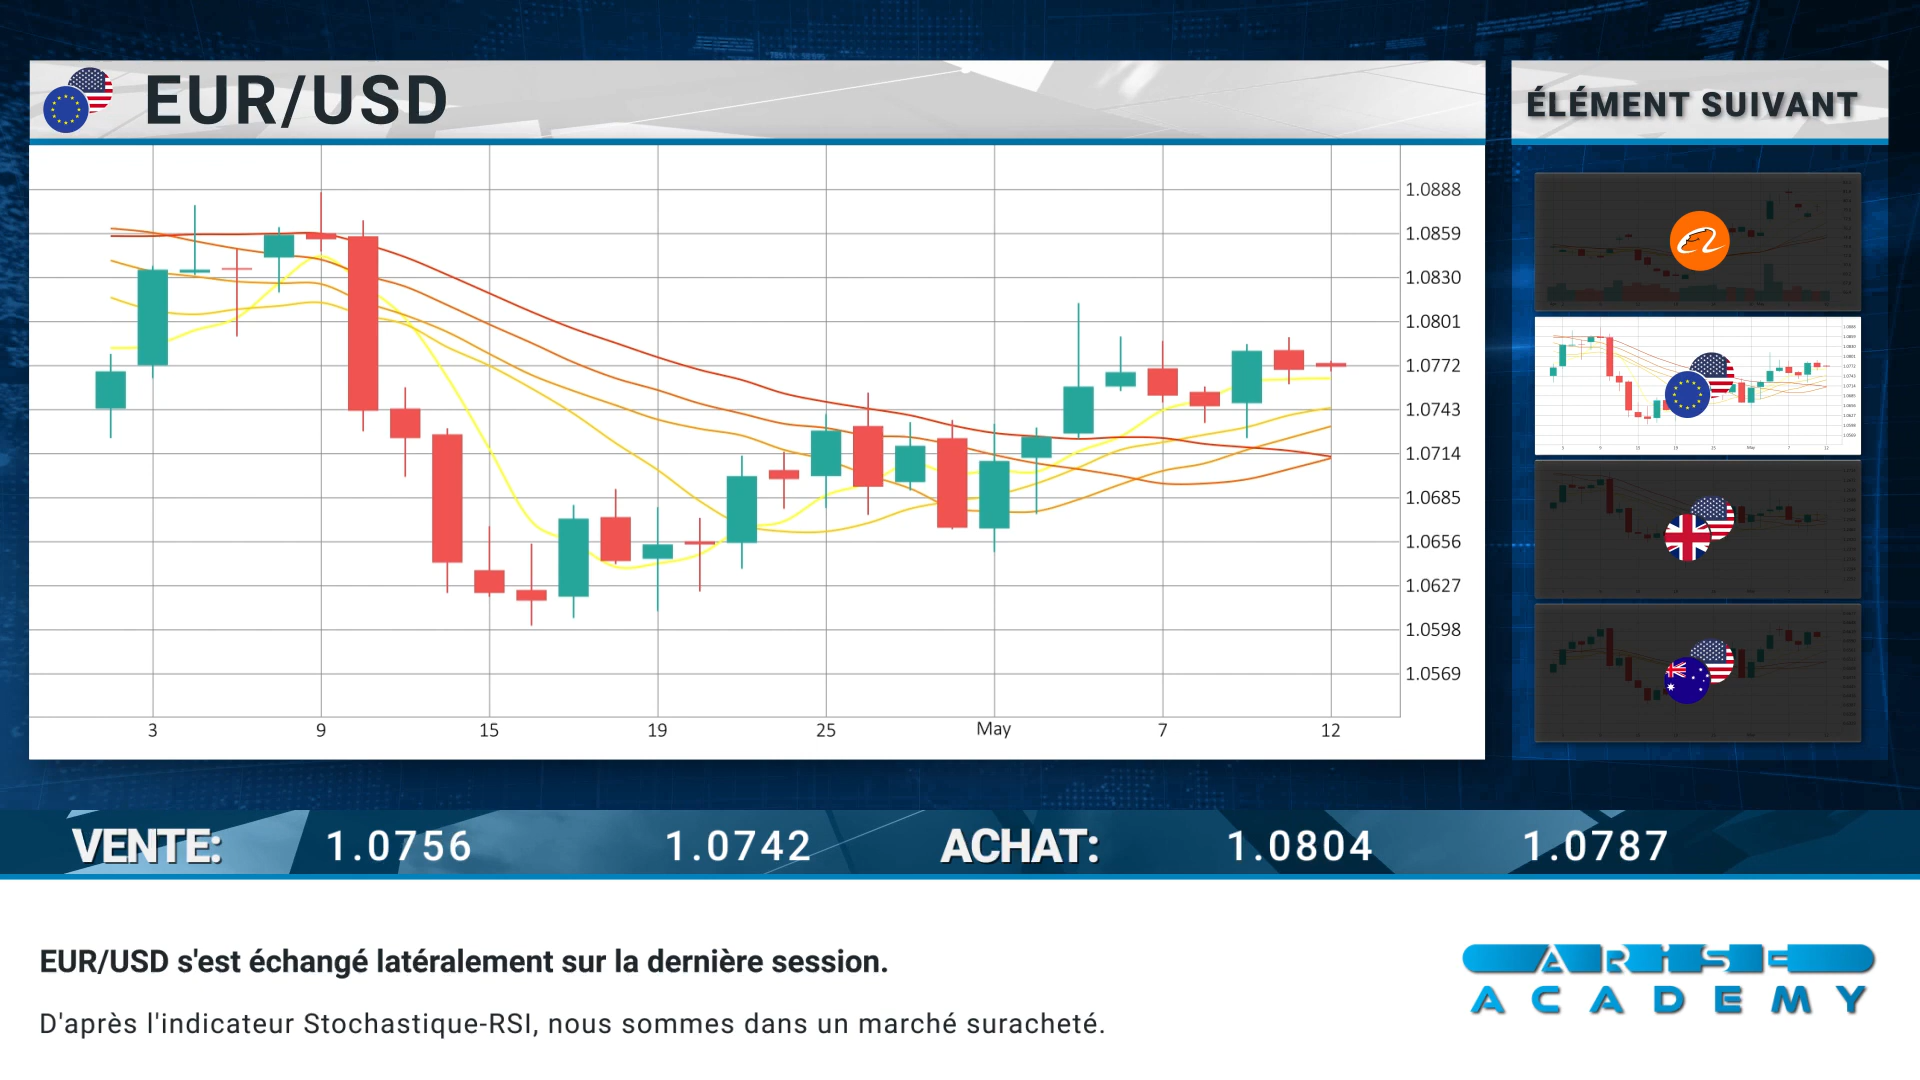 EUR/USD
ÉLÉMENT SUIVANT
1.0888
1.0859
1.0830
1.0801
1.0772
1.0743
1.0714
1.0685
1.0656
1.0627
1.0598
1.0569
3 9 15 19 25 May 7 12
VENTE: 1.0756 1.0742 ACHAT: 1.0804 1.0787
EUR/USD s'est échangé latéralement sur la dernière session.
D'après l'indicateur Stochastique-RSI, nous sommes dans un marché suracheté.
ARISE
ACADEMY